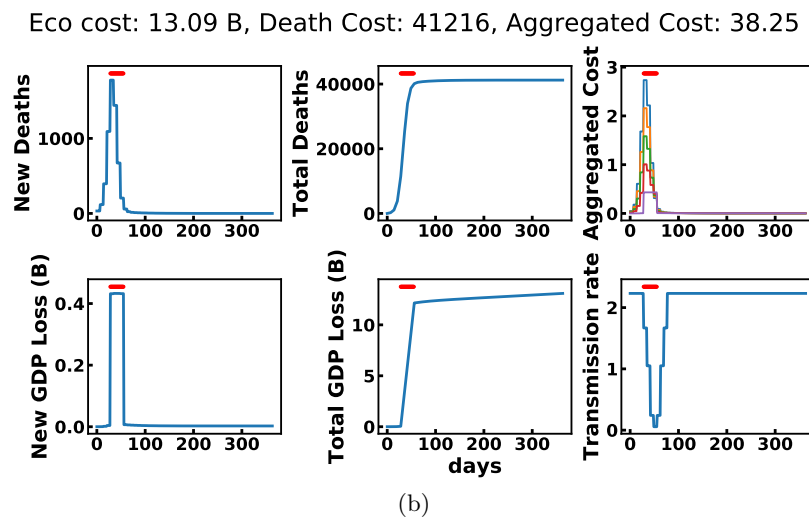 Eco cost: 13.09 B, Death Cost: 41216, Aggregated Cost: 38.25
New Deaths
1000
0
0 100 200 300
Total Deaths
40000
20000
0
0 100 200 300
Aggregated Cost
3
2
1
0
0 100 200 300
New GDP Loss (B)
0.4
0.2
0.0
0 100 200 300
Total GDP Loss (B)
10
5
0
0 100 200 300
days
Transmission rate
2
1
0
0 100 200 300
(b)